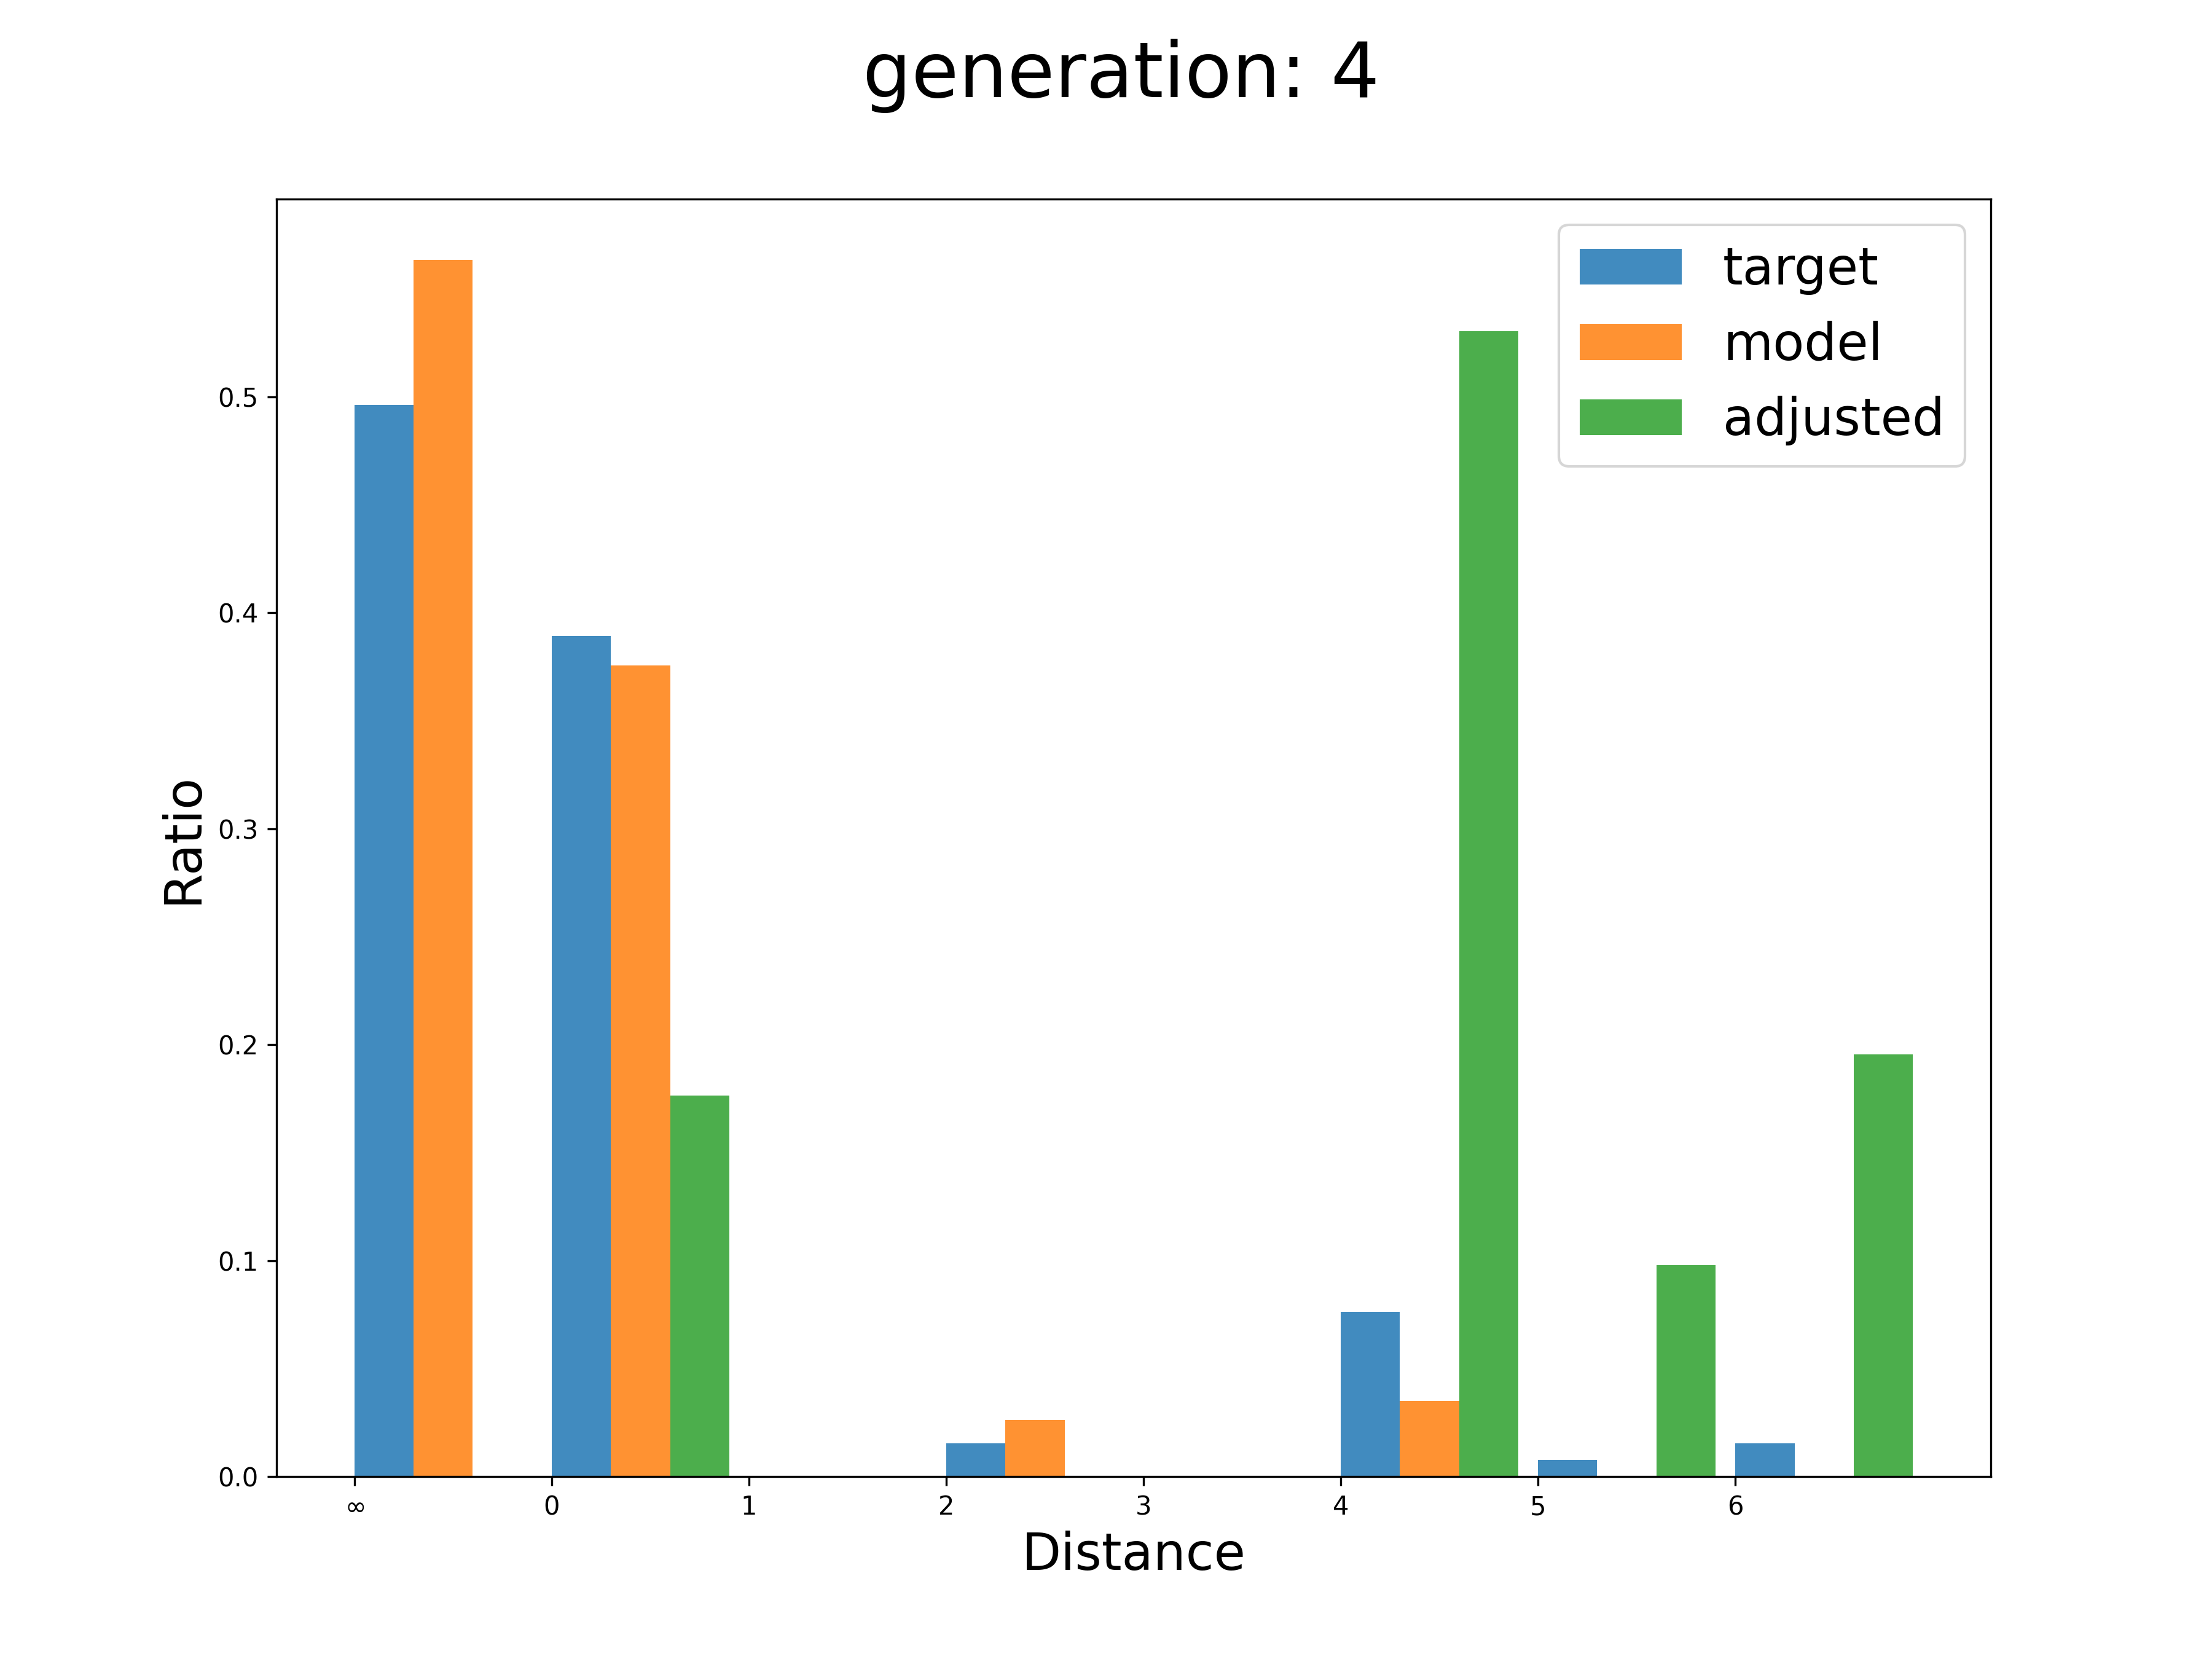 generation: 4
target
model
adjusted
Ratio
0.5
0.4
0.3
0.2
0.1
0.0
∞ 0 1 2 3 4 5 6
Distance